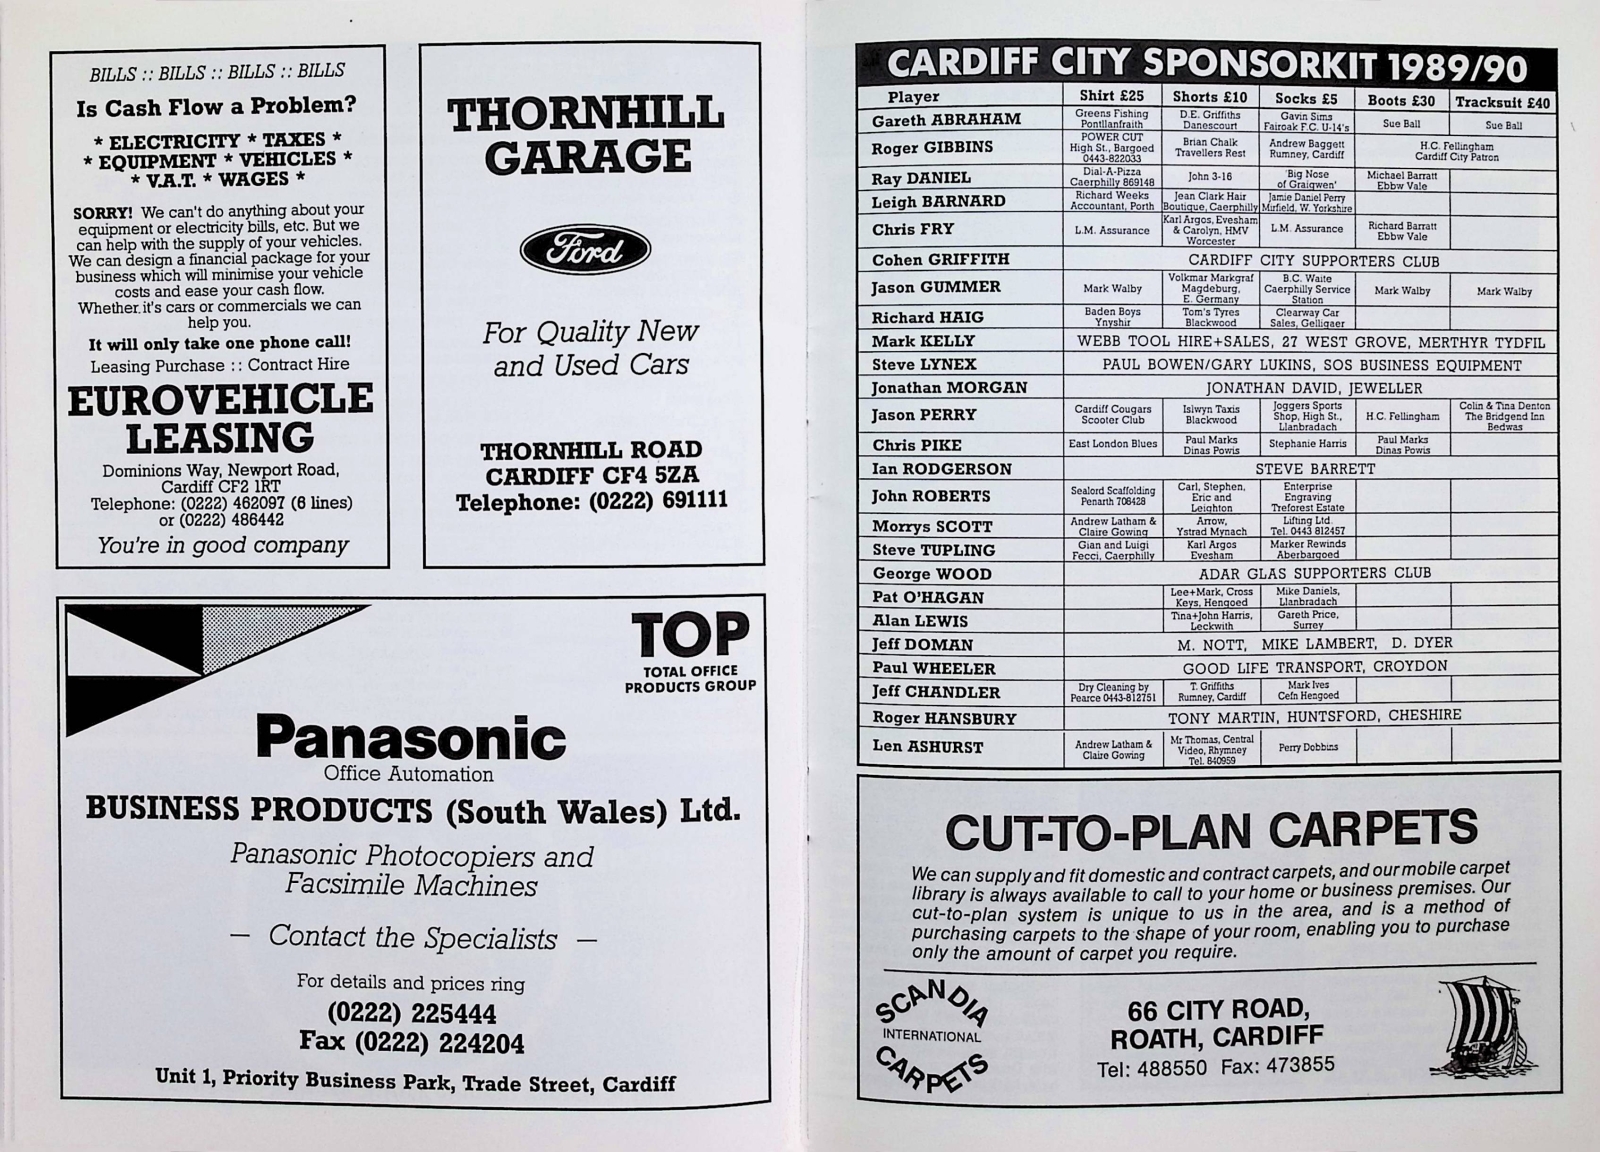 BILLS :: BILLS :: BILLS :: BILLS
Is Cash Flow a Problem?
* ELECTRICITY * TAXES *
* EQUIPMENT * VEHICLES *
* V.A.T. * WAGES *
SORRY! We can't do anything about your
equipment or electricity bills, etc. But we
can help with the supply of your vehicles.
We can design a financial package for your
business which will minimise your vehicle
costs and ease your cash flow.
Whether it's cars or commercials we can
help you.
It will only take one phone call!
Leasing Purchase :: Contract Hire
EUROVEHICLE
LEASING
Dominions Way, Newport Road,
Cardiff CF2 1RT
Telephone: (0222) 462097 (6 lines)
or (0222) 486442
You're in good company
THORNHILL
GARAGE
Ford
For Quality New
and Used Cars
THORNHILL ROAD
CARDIFF CF4 5ZA
Telephone: (0222) 691111
TOP
TOTAL OFFICE
PRODUCTS GROUP
Panasonic
Office Automation
BUSINESS PRODUCTS (South Wales) Ltd.
Panasonic Photocopiers and
Facsimile Machines
— Contact the Specialists —
For details and prices ring
(0222) 225444
Fax (0222) 224204
Unit 1, Priority Business Park, Trade Street, Cardiff
CARDIFF CITY SPONSORKIT 1989/90
Player Shirt £25 Shorts £10 Socks £5 Boots £30 Tracksuit £40
Gareth ABRAHAM
Greens Fishing
Pontllanfraith
D.E. Griffiths
Danescourt
Gavin Sims
Fairoak F.C. U-14's
Sue Ball
Sue Ball
Roger GIBBINS
POWER CUT
High St., Bargoed
0443-822033
Brian Chalk
Travellers Rest
Andrew Baggett
Rumney, Cardiff
H.C. Fellingham
Cardiff City Patron
Ray DANIEL
Dial-A-Pizza
Caerphilly 869148
John 3-16
'Big Nose
of Graigwen'
Michael Barratt
Ebbw Vale
Leigh BARNARD
Richard Weeks
Accountant, Porth
Jean Clark Hair
Boutique, Caerphilly
Jamie Daniel Perry
Mirfield, W. Yorkshire
Chris FRY
L.M. Assurance
Karl Argos, Evesham
& Carolyn, HMV
Worcester
L.M. Assurance
Richard Barratt
Ebbw Vale
Cohen GRIFFITH
CARDIFF CITY SUPPORTERS CLUB
Jason GUMMER
Mark Walby
Volkmar Markgraf
Magdeburg,
E. Germany
B.C. Waite
Caerphilly Service
Station
Mark Walby
Mark Walby
Richard HAIG
Baden Boys
Ynyshir
Tom's Tyres
Blackwood
Clearway Car
Sales, Gelligaer
Mark KELLY
WEBB TOOL HIRE+SALES, 27 WEST GROVE, MERTHYR TYDFIL
Steve LYNEX
PAUL BOWEN/GARY LUKINS, SOS BUSINESS EQUIPMENT
Jonathan MORGAN
JONATHAN DAVID, JEWELLER
Jason PERRY
Cardiff Cougars
Scooter Club
Islwyn Taxis
Blackwood
Joggers Sports
Shop, High St.,
Llanbradach
H.C. Fellingham
Colin & Tina Denton
The Bridgend Inn
Bedwas
Chris PIKE
East London Blues
Paul Marks
Dinas Powis
Stephanie Harris
Paul Marks
Dinas Powis
Ian RODGERSON
STEVE BARRETT
John ROBERTS
Sealord Scaffolding
Penarth 706428
Carl, Stephen,
Eric and
Leighton
Enterprise
Engraving
Treforest Estate
Morrys SCOTT
Andrew Latham &
Claire Gowing
Arrow,
Ystrad Mynach
Lifting Ltd.
Tel. 0443 812457
Steve TUPLING
Gian and Luigi
Fecci, Caerphilly
Karl Argos
Evesham
Marker Rewinds
Aberbargoed
George WOOD
ADAR GLAS SUPPORTERS CLUB
Pat O'HAGAN
Lee+Mark, Cross
Keys, Hengoed
Mike Daniels,
Llanbradach
Alan LEWIS
Tina+John Harris,
Leckwith
Gareth Price,
Surrey
Jeff DOMAN
M. NOTT, MIKE LAMBERT, D. DYER
Paul WHEELER
GOOD LIFE TRANSPORT, CROYDON
Jeff CHANDLER
Dry Cleaning by
Pearce 0443-812751
T. Griffiths
Rumney, Cardiff
Mark Ives
Cefn Hengoed
Roger HANSBURY
TONY MARTIN, HUNTSFORD, CHESHIRE
Len ASHURST
Andrew Latham &
Claire Gowing
Mr Thomas, Central
Video, Rhymney
Tel. 840959
Perry Dobbins
CUT-TO-PLAN CARPETS
We can supply and fit domestic and contract carpets, and our mobile carpet
library is always available to call to your home or business premises. Our
cut-to-plan system is unique to us in the area, and is a method of
purchasing carpets to the shape of your room, enabling you to purchase
only the amount of carpet you require.
SCANDIA
INTERNATIONAL
CARPETS
66 CITY ROAD,
ROATH, CARDIFF
Tel: 488550 Fax: 473855